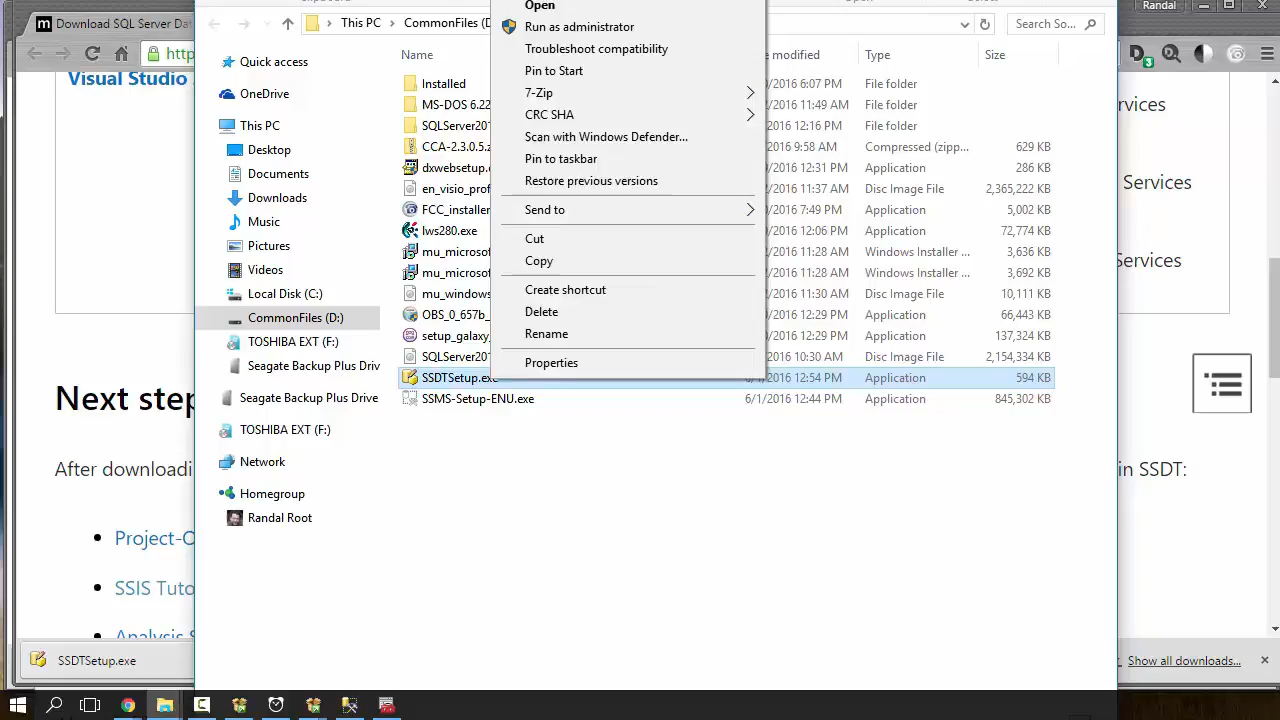 Randal
Download SQL Server Dat
http
Visual Studio
vices
Services
Services
Next step
After downloadi
in SSDT:
Project-O
SSIS Tuto
Analysis S
This PC
CommonFiles (D:)
Search So...
Name
modified
Type
Size
Quick access
OneDrive
This PC
Desktop
Documents
Downloads
Music
Pictures
Videos
Local Disk (C:)
CommonFiles (D:)
TOSHIBA EXT (F:)
Seagate Backup Plus Driv
Seagate Backup Plus Drive
TOSHIBA EXT (F:)
Network
Homegroup
Randal Root
Installed /2016 6:07 PM File folder
MS-DOS 6.22 /2016 11:49 AM File folder
SQLServer201 /2016 12:16 PM File folder
CCA-2.3.0.5.z /2016 9:58 AM Compressed (zipp... 629 KB
dxwebsetup. /2016 12:31 PM Application 286 KB
en_visio_prof /2016 11:37 AM Disc Image File 2,365,222 KB
FCC_installer /2016 7:49 PM Application 5,002 KB
lws280.exe /2016 12:06 PM Application 72,774 KB
mu_microsof /2016 11:28 AM Windows Installer ... 3,636 KB
mu_microsof /2016 11:28 AM Windows Installer ... 3,692 KB
mu_windows /2016 11:30 AM Disc Image File 10,111 KB
OBS_0_657b_ /2016 12:29 PM Application 66,443 KB
setup_galaxy /2016 12:29 PM Application 137,324 KB
SQLServer201 /2016 10:30 AM Disc Image File 2,154,334 KB
SSDTSetup.exe 6/1/2016 12:54 PM Application 594 KB
SSMS-Setup-ENU.exe 6/1/2016 12:44 PM Application 845,302 KB
Open
Run as administrator
Troubleshoot compatibility
Pin to Start
7-Zip
CRC SHA
Scan with Windows Defender...
Pin to taskbar
Restore previous versions
Send to
Cut
Copy
Create shortcut
Delete
Rename
Properties
SSDTSetup.exe
Show all downloads...